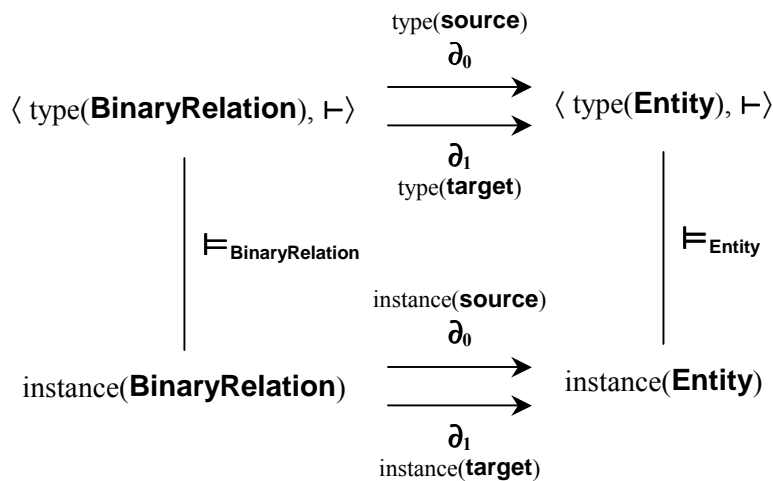 type(source)
∂0
⟨ type(BinaryRelation), ⊢⟩
⟨ type(Entity), ⊢⟩
∂1
type(target)
⊨BinaryRelation
⊨Entity
instance(source)
∂0
instance(BinaryRelation)
instance(Entity)
∂1
instance(target)